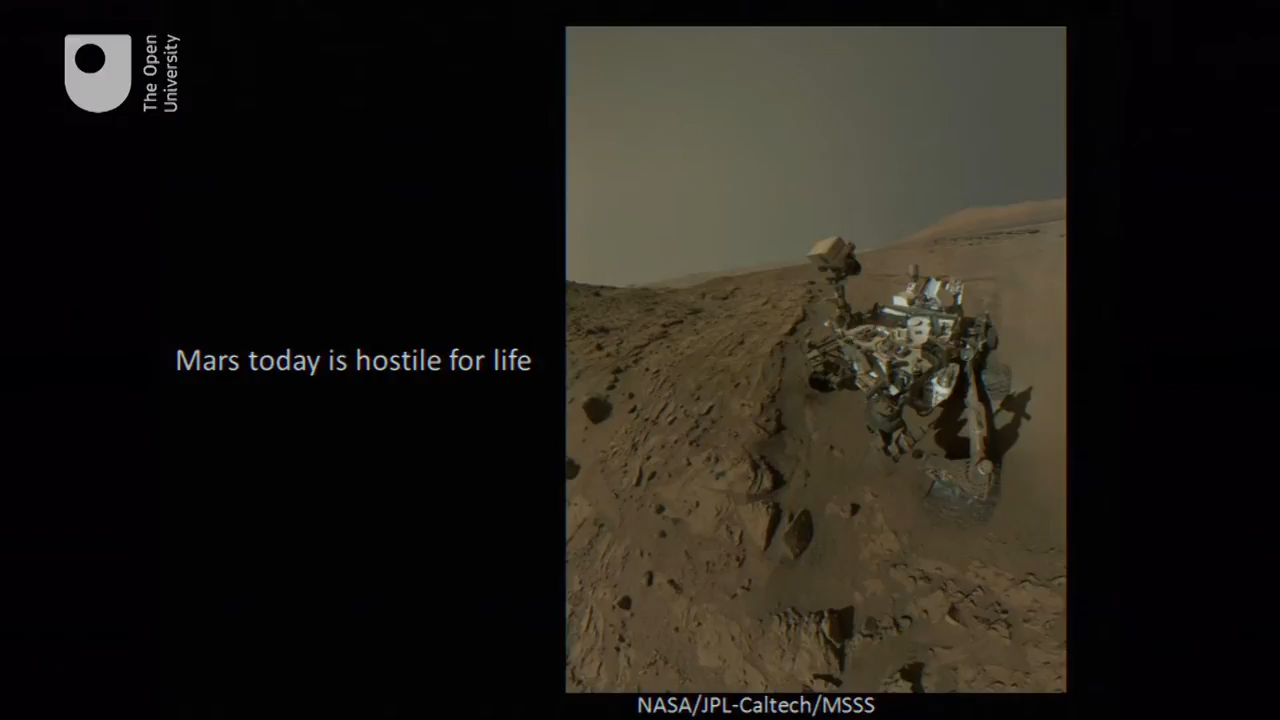 The Open
University
Mars today is hostile for life
NASA/JPL-Caltech/MSSS